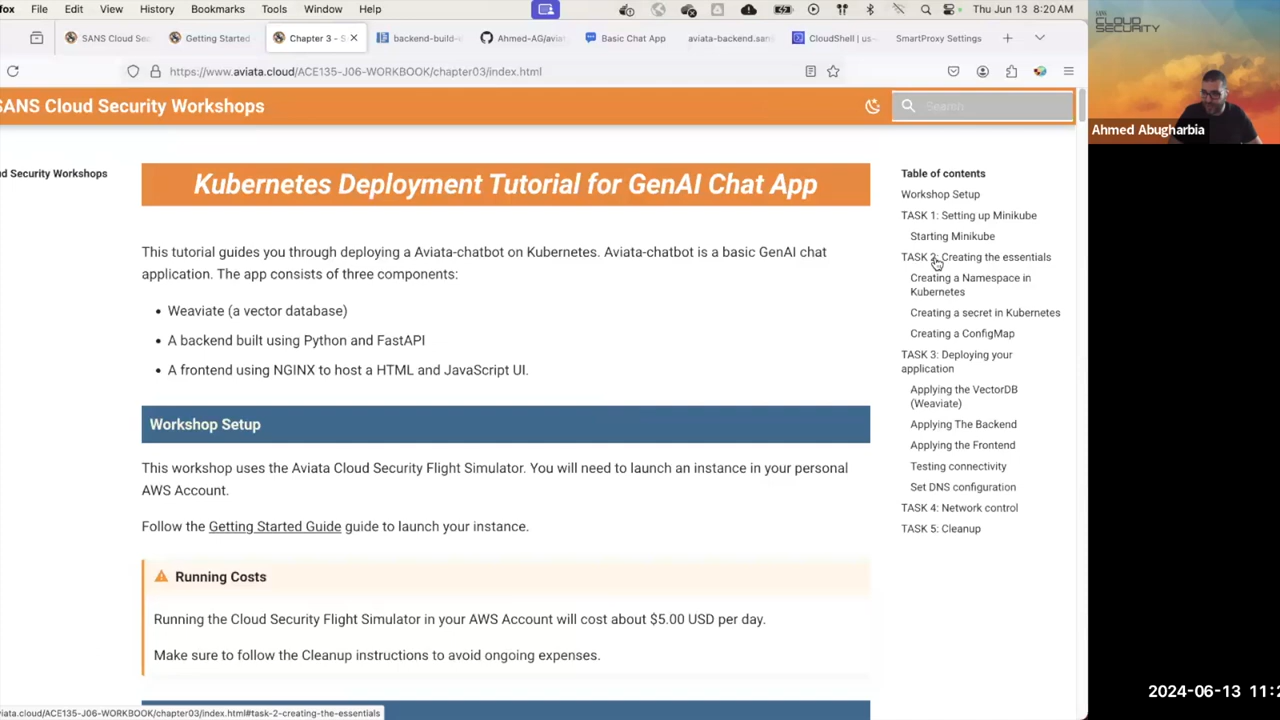 fox File Edit View History Bookmarks Tools Window Help Thu Jun 13 8:20 AM
SANS Cloud Sec Getting Started Chapter 3 - S backend-build- Ahmed-AG/aviat Basic Chat App aviata-backend.sans CloudShell | us- SmartProxy Settings
https://www.aviata.cloud/ACE135-J06-WORKBOOK/chapter03/index.html
SANS Cloud Security Workshops
Search
d Security Workshops
Kubernetes Deployment Tutorial for GenAI Chat App
This tutorial guides you through deploying a Aviata-chatbot on Kubernetes. Aviata-chatbot is a basic GenAI chat
application. The app consists of three components:
• Weaviate (a vector database)
• A backend built using Python and FastAPI
• A frontend using NGINX to host a HTML and JavaScript UI.
Workshop Setup
This workshop uses the Aviata Cloud Security Flight Simulator. You will need to launch an instance in your personal
AWS Account.
Follow the Getting Started Guide guide to launch your instance.
Running Costs
Running the Cloud Security Flight Simulator in your AWS Account will cost about $5.00 USD per day.
Make sure to follow the Cleanup instructions to avoid ongoing expenses.
Table of contents
Workshop Setup
TASK 1: Setting up Minikube
Starting Minikube
TASK 2: Creating the essentials
Creating a Namespace in
Kubernetes
Creating a secret in Kubernetes
Creating a ConfigMap
TASK 3: Deploying your
application
Applying the VectorDB
(Weaviate)
Applying The Backend
Applying the Frontend
Testing connectivity
Set DNS configuration
TASK 4: Network control
TASK 5: Cleanup
viata.cloud/ACE135-J06-WORKBOOK/chapter03/index.html#task-2-creating-the-essentials
CLOUD
SECURITY
Ahmed Abugharbia
2024-06-13 11:2